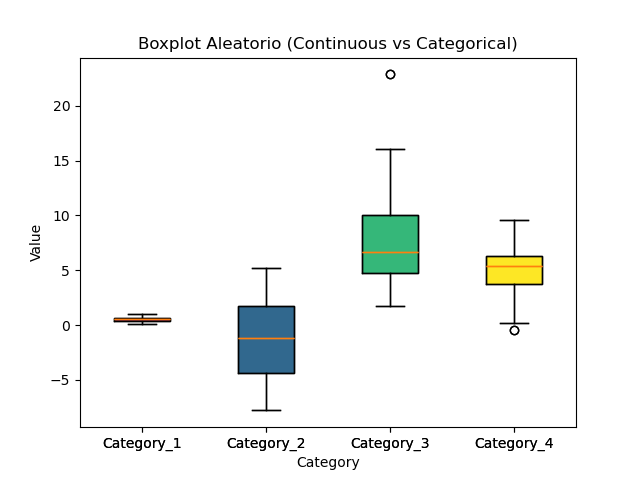 Boxplot Aleatorio (Continuous vs Categorical)
20
15
10
5
0
−5
Value
Category_1 Category_2 Category_3 Category_4
Category